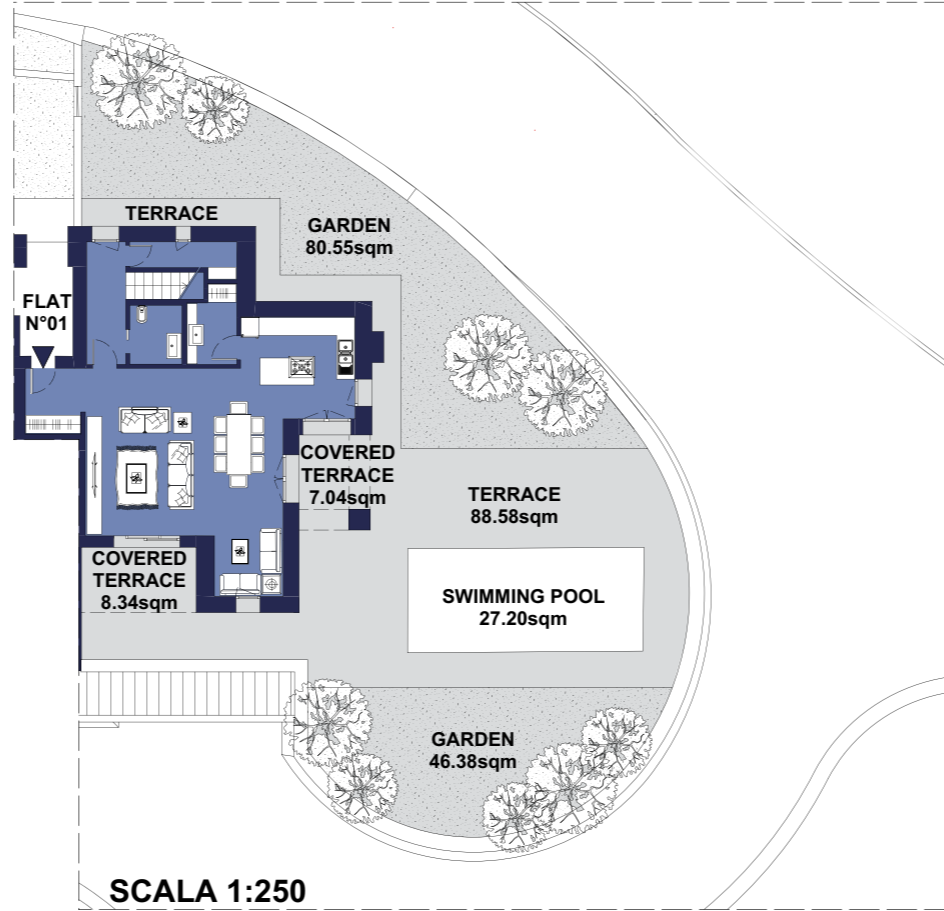 TERRACE
GARDEN
80.55sqm
FLAT
N°01
COVERED
TERRACE
7.04sqm
TERRACE
88.58sqm
COVERED
TERRACE
8.34sqm
SWIMMING POOL
27.20sqm
GARDEN
46.38sqm
SCALA 1:250